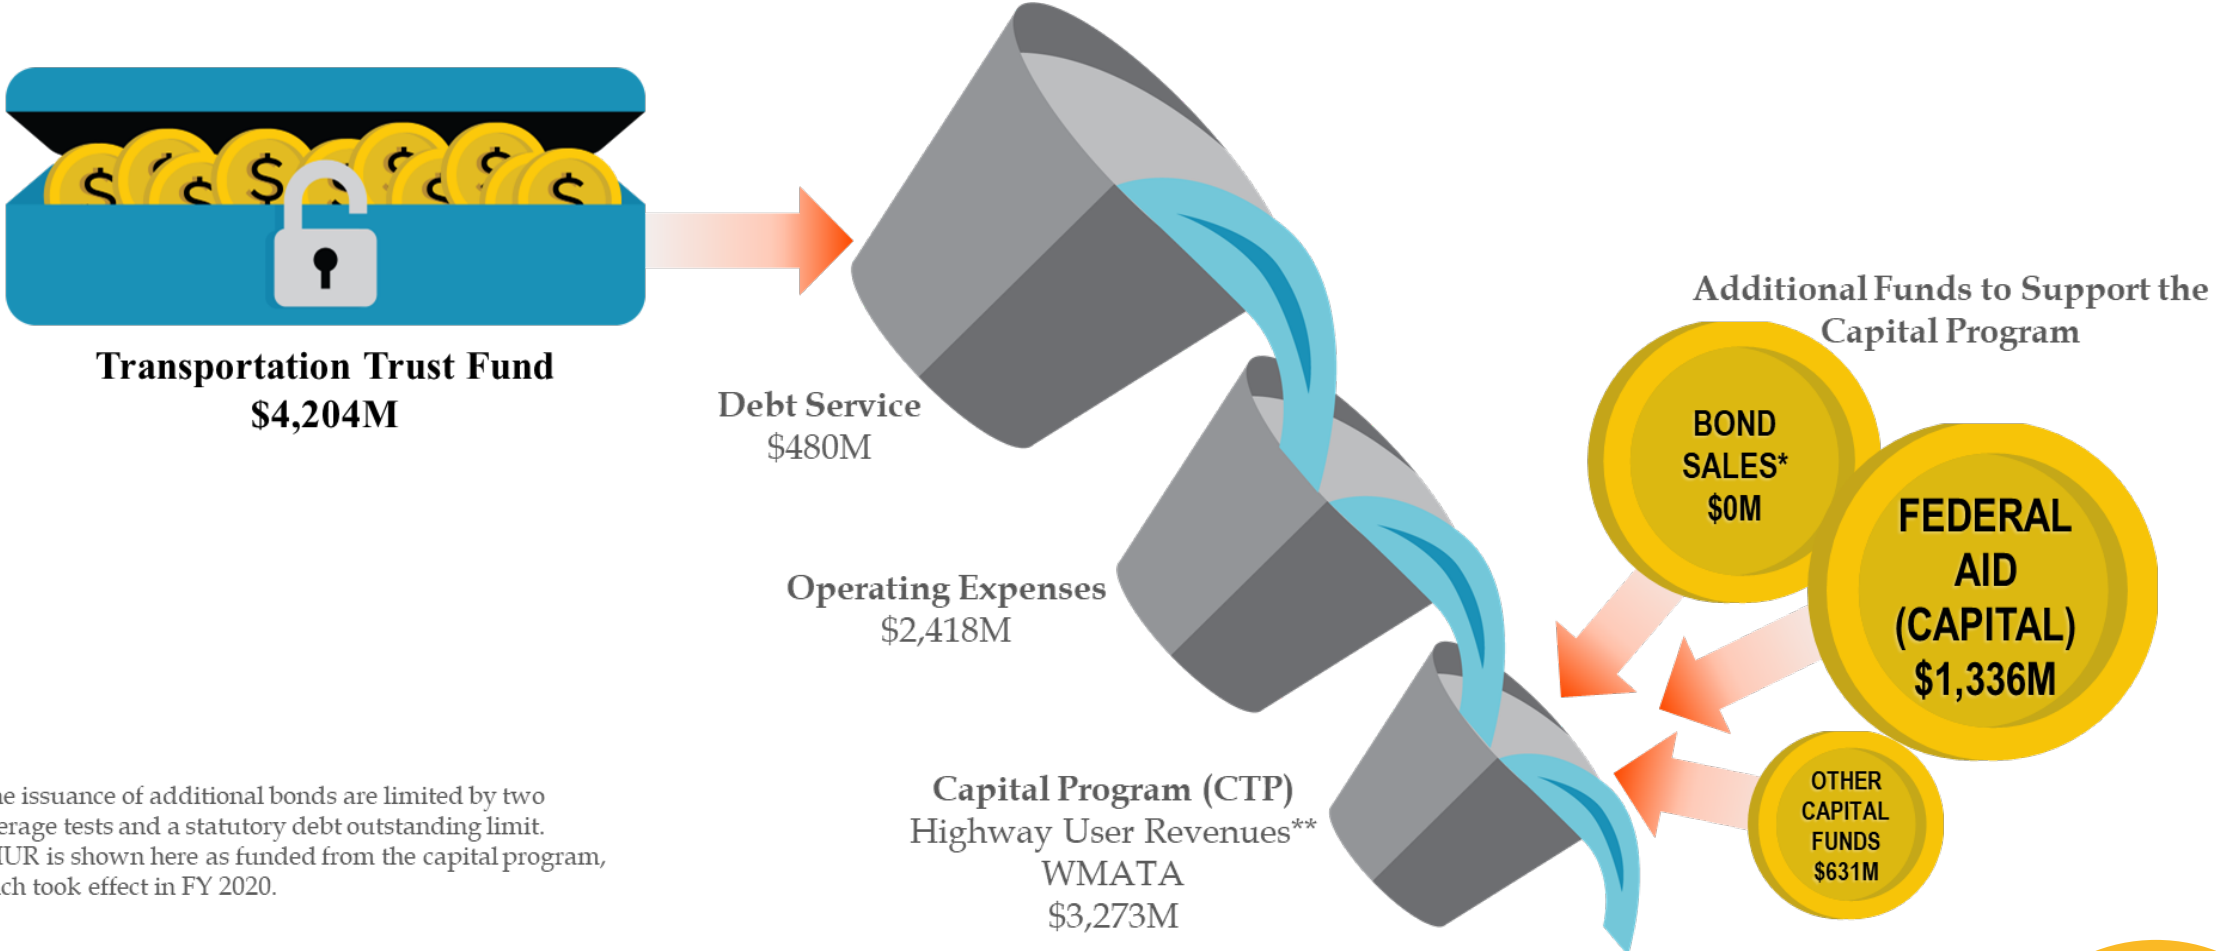 Transportation Trust Fund
$4,204M
Debt Service
$480M
Operating Expenses
$2,418M
Capital Program (CTP)
Highway User Revenues**
WMATA
$3,273M
Additional Funds to Support the
Capital Program
BOND
SALES*
$0M
FEDERAL
AID
(CAPITAL)
$1,336M
OTHER
CAPITAL
FUNDS
$631M
issuance of additional bonds are limited by two
tests and a statutory debt outstanding limit.
is shown here as funded from the capital program,
took effect in FY 2020.